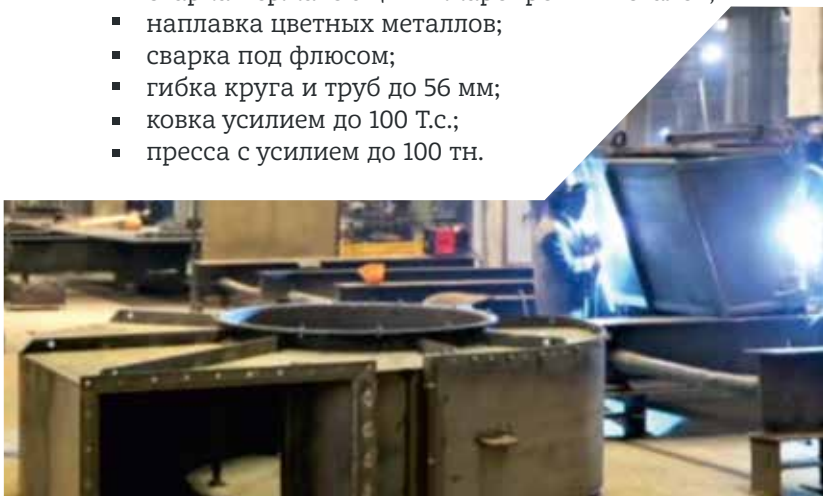 наплавка цветных металлов;
сварка под флюсом;
гибка круга и труб до 56 мм;
ковка усилием до 100 Т.с.;
пресса с усилием до 100 тн.